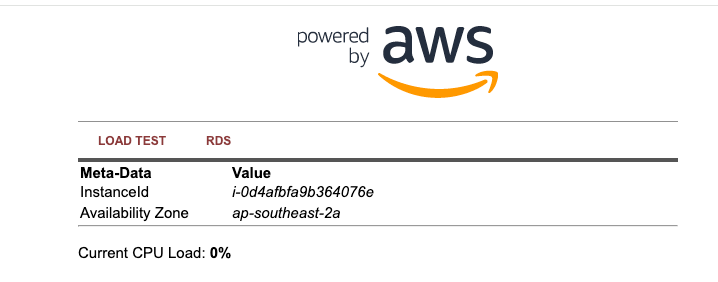 powered
by aws
LOAD TEST RDS
Meta-Data Value
InstanceId i-0d4afbfa9b364076e
Availability Zone ap-southeast-2a
Current CPU Load: 0%